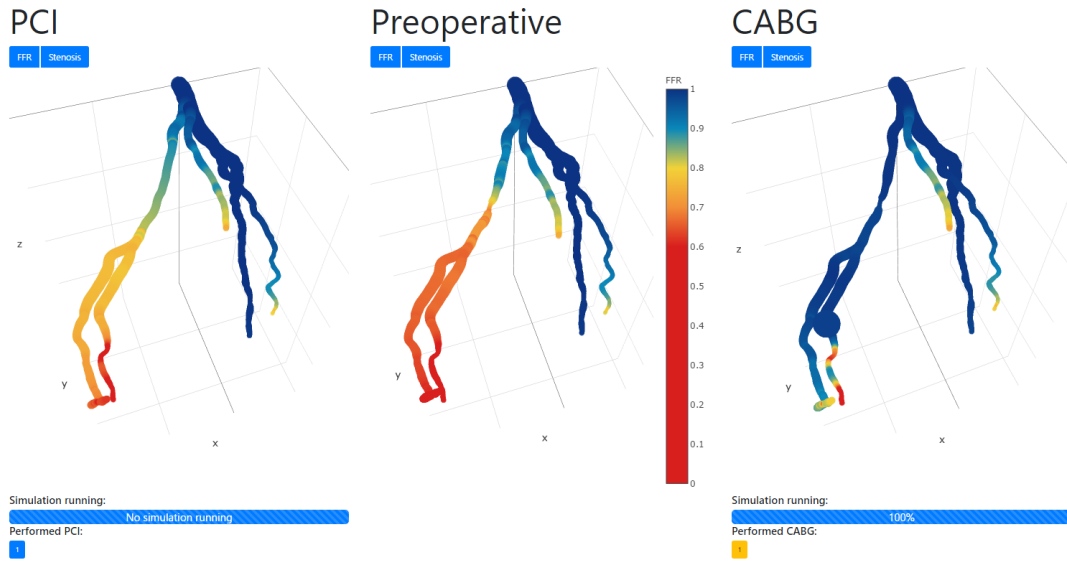 PCI
FFR Stenosis
z
y
x
Simulation running:
No simulation running
Performed PCI:
1
Preoperative
FFR Stenosis
z
y
x
FFR
1
0.9
0.8
0.7
0.6
0.5
0.4
0.3
0.2
0.1
0
CABG
FFR Stenosis
z
y
x
Simulation running:
100%
Performed CABG:
1